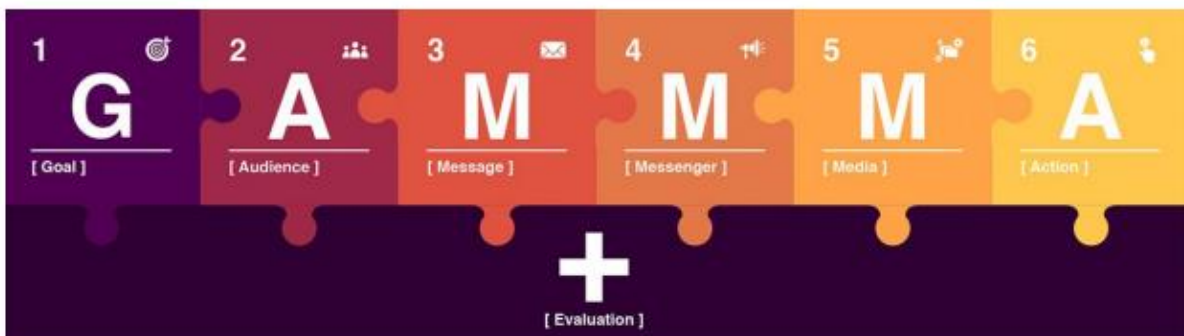 1
G
[ Goal ]
2
A
[ Audience ]
3
M
[ Message ]
4
M
[ Messenger ]
5
M
[ Media ]
6
A
[ Action ]
+
[ Evaluation ]